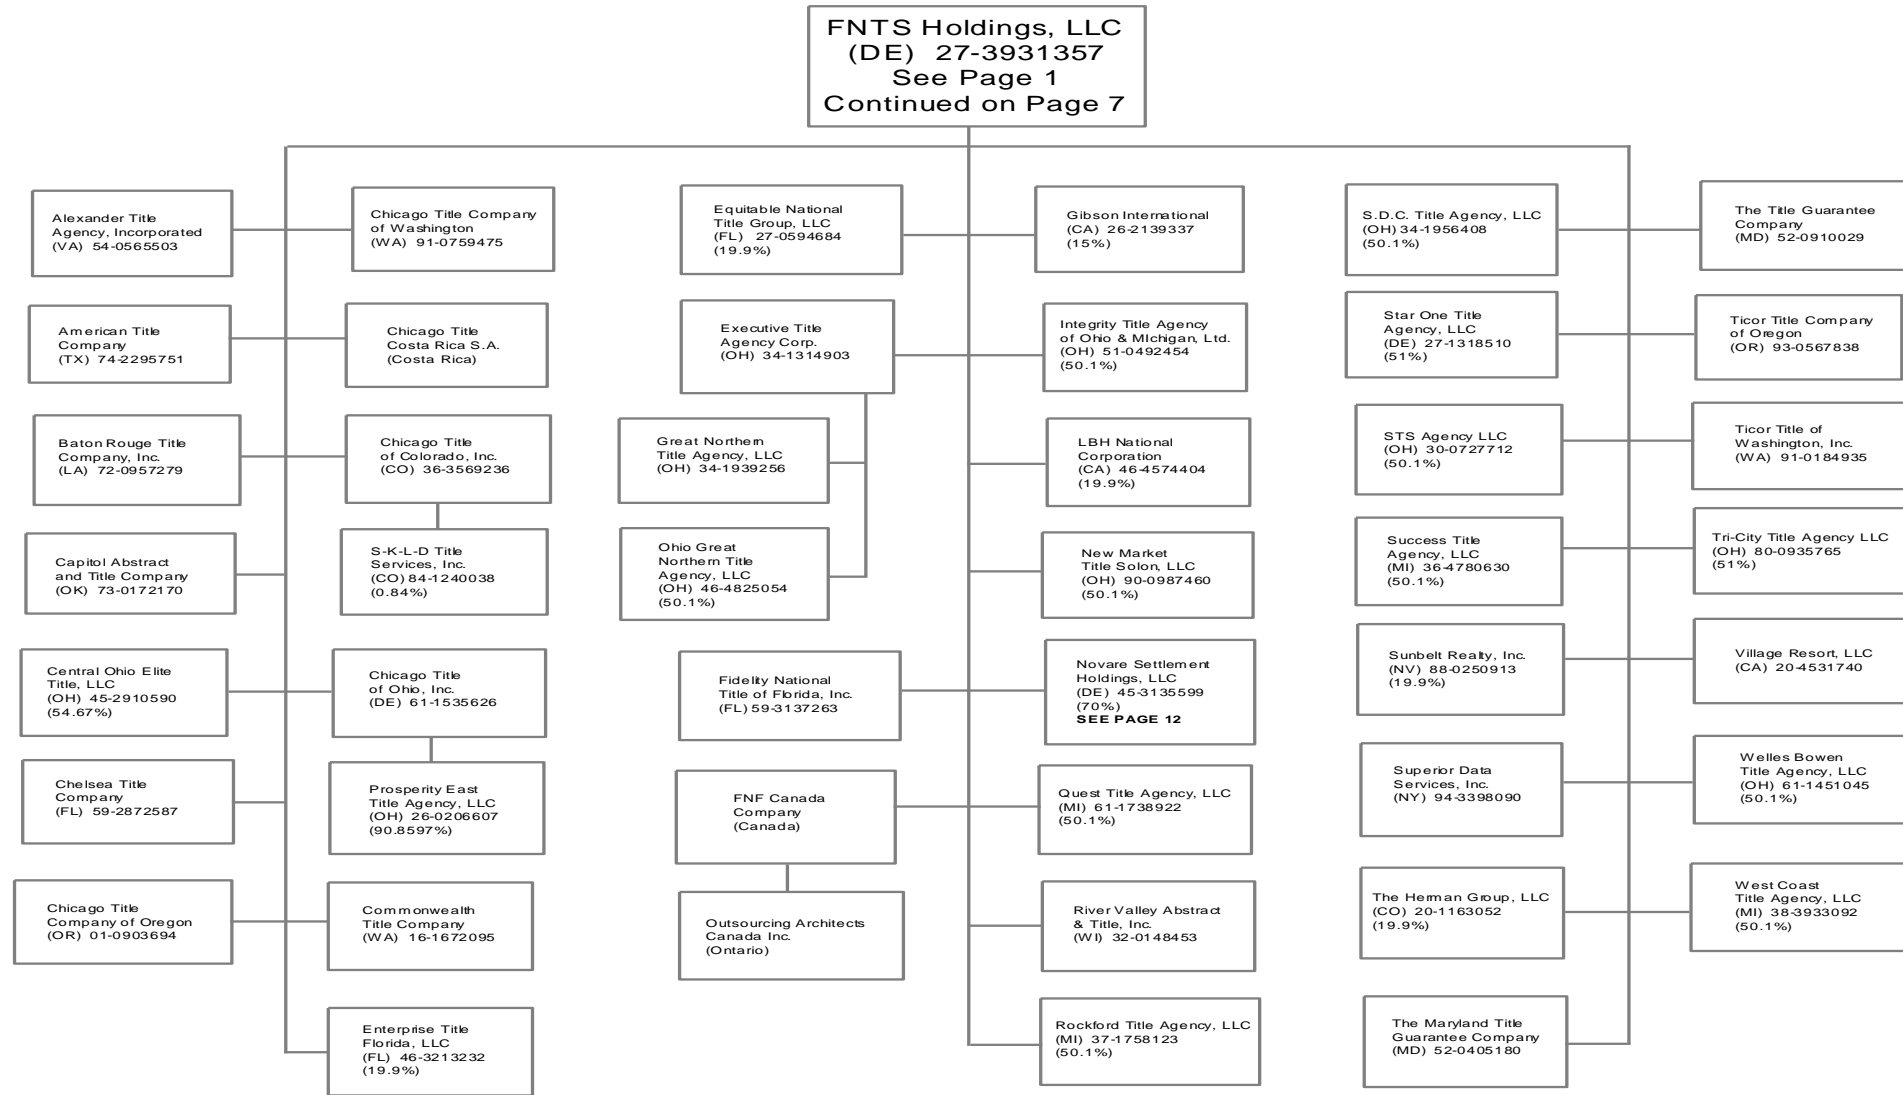 FNTS Holdings, LLC
(DE) 27-3931357
See Page 1
Continued on Page 7
Alexander Title
Agency, Incorporated
(VA) 54-0565503
Chicago Title Company
of Washington
(WA) 91-0759475
American Title
Company
(TX) 74-2295751
Chicago Title
Costa Rica S.A.
(Costa Rica)
Baton Rouge Title
Company, Inc.
(LA) 72-0957279
Chicago Title
of Colorado, Inc.
(CO) 36-3569236
Capitol Abstract
and Title Company
(OK) 73-0172170
S-K-L-D Title
Services, Inc.
(CO) 84-1240038
(0.84%)
Central Ohio Elite
Title, LLC
(OH) 45-2910590
(54.67%)
Chicago Title
of Ohio, Inc.
(DE) 61-1535626
Chelsea Title
Company
(FL) 59-2872587
Prosperity East
Title Agency, LLC
(OH) 26-0206607
(90.8597%)
Chicago Title
Company of Oregon
(OR) 01-0903694
Commonwealth
Title Company
(WA) 16-1672095
Enterprise Title
Florida, LLC
(FL) 46-3213232
(19.9%)
Equitable National
Title Group, LLC
(FL) 27-0594684
(19.9%)
Gibson International
(CA) 26-2139337
(15%)
Executive Title
Agency Corp.
(OH) 34-1314903
Integrity Title Agency
of Ohio & MIchigan, Ltd.
(OH) 51-0492454
(50.1%)
Great Northern
Title Agency, LLC
(OH) 34-1939256
LBH National
Corporation
(CA) 46-4574404
(19.9%)
Ohio Great
Northern Title
Agency, LLC
(OH) 46-4825054
(50.1%)
New Market
Title Solon, LLC
(OH) 90-0987460
(50.1%)
Fidelity National
Title of Florida, Inc.
(FL) 59-3137263
Novare Settlement
Holdings, LLC
(DE) 45-3135599
(70%)
SEE PAGE 12
FNF Canada
Company
(Canada)
Quest Title Agency, LLC
(MI) 61-1738922
(50.1%)
Outsourcing Architects
Canada Inc.
(Ontario)
River Valley Abstract
& Title, Inc.
(WI) 32-0148453
Rockford Title Agency, LLC
(MI) 37-1758123
(50.1%)
S.D.C. Title Agency, LLC
(OH) 34-1956408
(50.1%)
The Title Guarantee
Company
(MD) 52-0910029
Star One Title
Agency, LLC
(DE) 27-1318510
(51%)
Ticor Title Company
of Oregon
(OR) 93-0567838
STS Agency LLC
(OH) 30-0727712
(50.1%)
Ticor Title of
Washington, Inc.
(WA) 91-0184935
Success Title
Agency, LLC
(MI) 36-4780630
(50.1%)
Tri-City Title Agency LLC
(OH) 80-0935765
(51%)
Sunbelt Realty, Inc.
(NV) 88-0250913
(19.9%)
Village Resort, LLC
(CA) 20-4531740
Superior Data
Services, Inc.
(NY) 94-3398090
Welles Bowen
Title Agency, LLC
(OH) 61-1451045
(50.1%)
The Herman Group, LLC
(CO) 20-1163052
(19.9%)
West Coast
Title Agency, LLC
(MI) 38-3933092
(50.1%)
The Maryland Title
Guarantee Company
(MD) 52-0405180